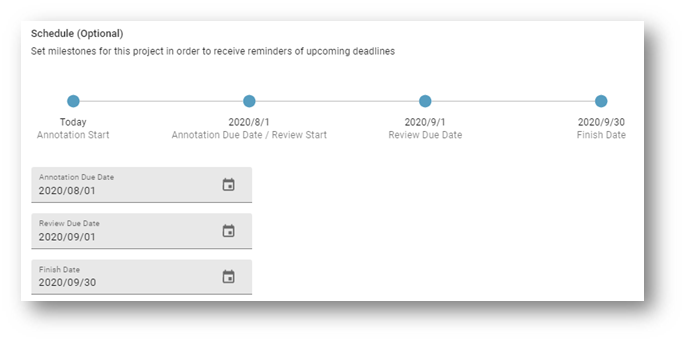 Schedule (Optional)
Set milestones for this project in order to receive reminders of upcoming deadlines
Today 2020/8/1 2020/9/1 2020/9/30
Annotation Start Annotation Due Date / Review Start Review Due Date Finish Date
Annotation Due Date
2020/08/01
Review Due Date
2020/09/01
Finish Date
2020/09/30